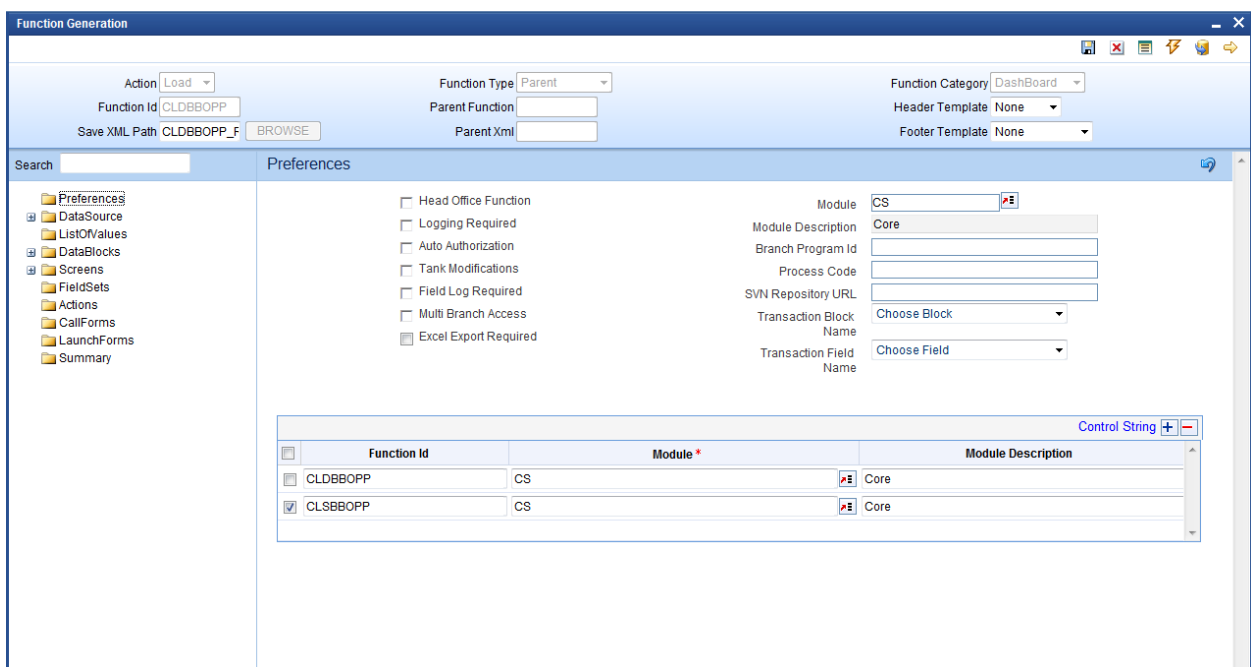 Function Generation
Action Load Function Type Parent Function Category DashBoard
Function Id CLDBBOPP Parent Function Header Template None
Save XML Path CLDBBOPP_F BROWSE Parent Xml Footer Template None
Search Preferences
Preferences
DataSource
ListOfValues
DataBlocks
Screens
FieldSets
Actions
CallForms
LaunchForms
Summary
Head Office Function
Logging Required
Auto Authorization
Tank Modifications
Field Log Required
Multi Branch Access
Excel Export Required
Module CS
Module Description Core
Branch Program Id
Process Code
SVN Repository URL
Transaction Block Choose Block
Name
Transaction Field Choose Field
Name
Control String
Function Id Module * Module Description
CLDBBOPP CS Core
CLSBBOPP CS Core